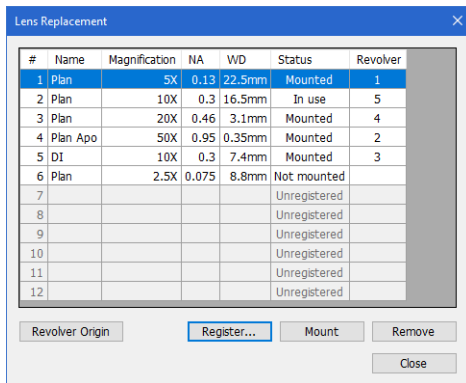 Lens Replacement
# Name Magnification NA WD Status Revolver
1 Plan 5X 0.13 22.5mm Mounted 1
2 Plan 10X 0.3 16.5mm In use 5
3 Plan 20X 0.46 3.1mm Mounted 4
4 Plan Apo 50X 0.95 0.35mm Mounted 2
5 DI 10X 0.3 7.4mm Mounted 3
6 Plan 2.5X 0.075 8.8mm Not mounted
7 Unregistered
8 Unregistered
9 Unregistered
10 Unregistered
11 Unregistered
12 Unregistered
Revolver Origin Register... Mount Remove
Close